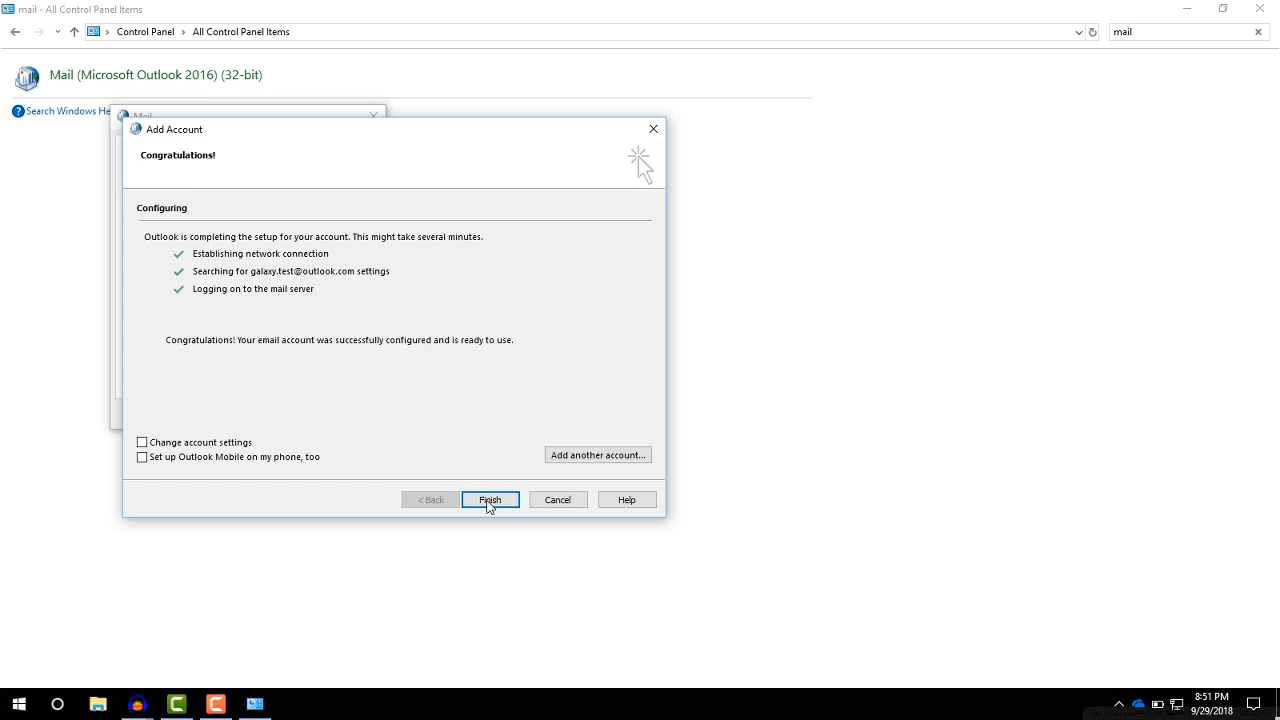 mail - All Control Panel Items
Control Panel > All Control Panel Items
mail
Mail (Microsoft Outlook 2016) (32-bit)
Search Windows He
Mail
Add Account
Congratulations!
Configuring
Outlook is completing the setup for your account. This might take several minutes.
Establishing network connection
Searching for galaxy.test@outlook.com settings
Logging on to the mail server
Congratulations! Your email account was successfully configured and is ready to use.
Change account settings
Set up Outlook Mobile on my phone, too
Add another account...
< Back
Finish
Cancel
Help
8:51 PM
9/29/2018